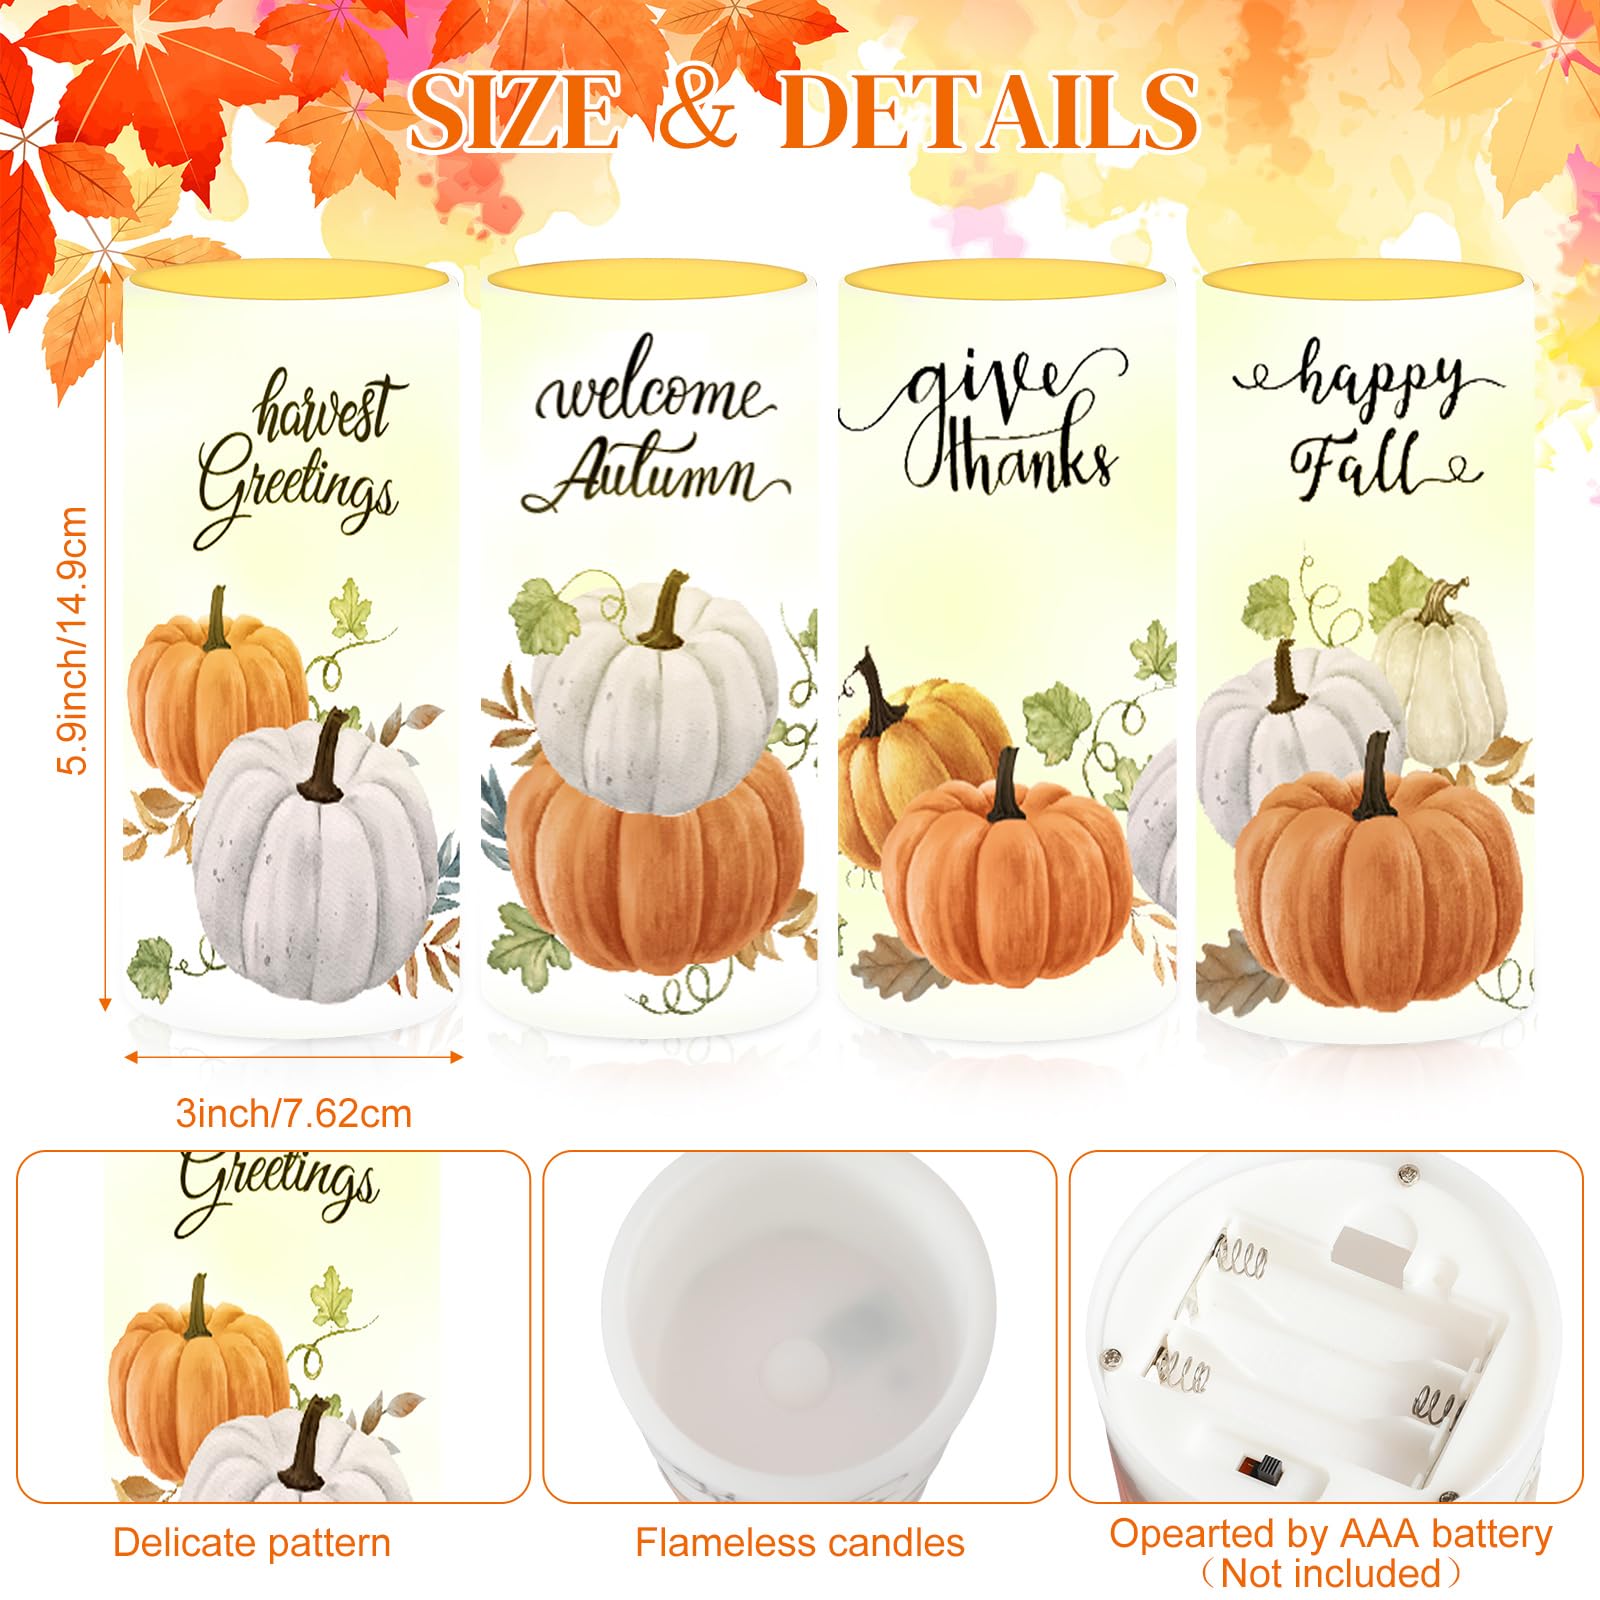 SIZE & DETAILS
harvest
Greetings
welcome
Autumn
give
thanks
happy
Fall
5.9inch/14.9cm
3inch/7.62cm
Greetings
Delicate pattern
Flameless candles
Opearted by AAA battery
（Not included）